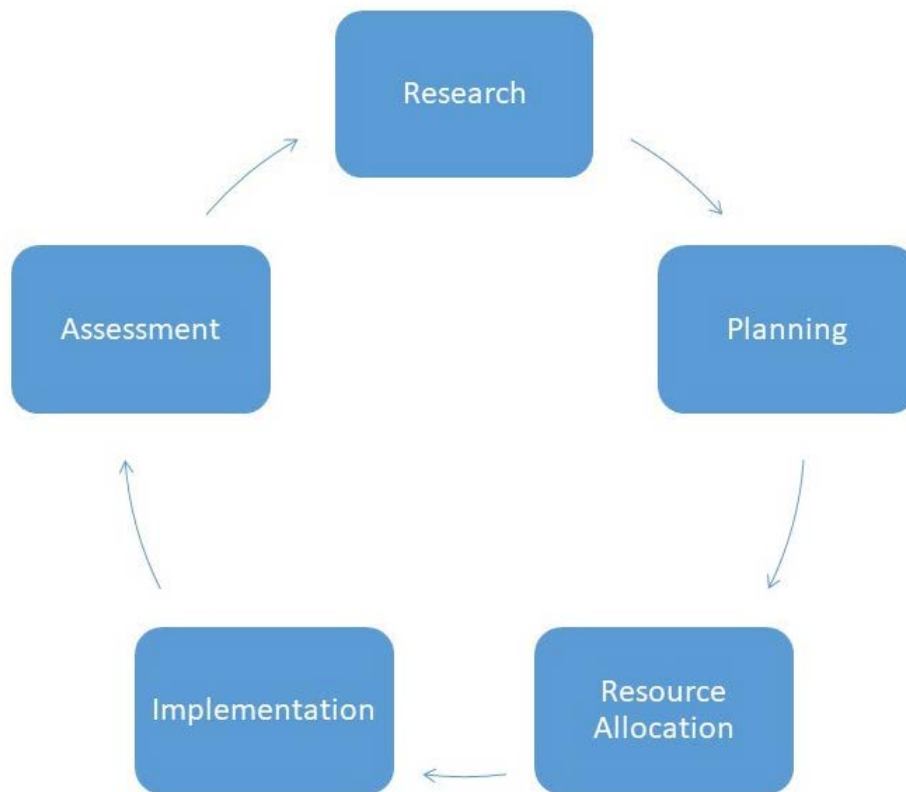 Research
Planning
Resource
Allocation
Implementation
Assessment